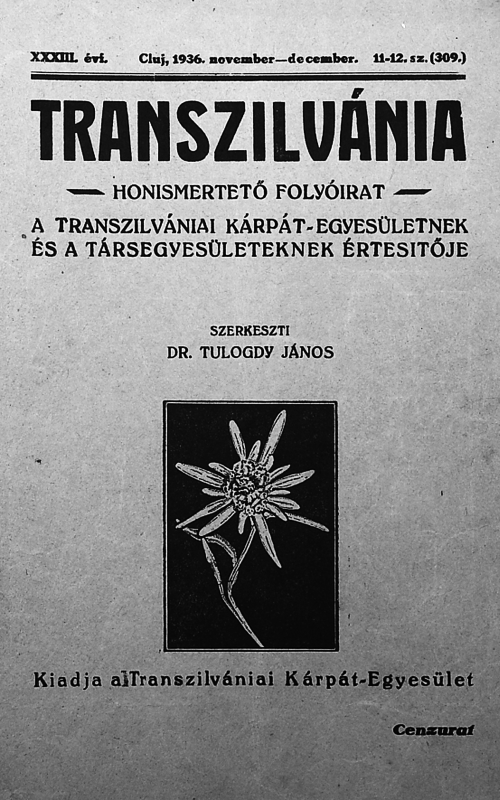 XXXIII. évf. Cluj, 1936. november—december. 11-12. sz. (309.)
TRANSZILVÁNIA
— HONISMERTETŐ FOLYÓIRAT —
A TRANSZILVÁNIAI KÁRPÁT-EGYESÜLETNEK
ÉS A TÁRSEGYESÜLETEKNEK ÉRTESITŐJE
SZERKESZTI
DR. TULOGDY JÁNOS
Kiadja a Transzilvániai Kárpát-Egyesület
Cenzurat